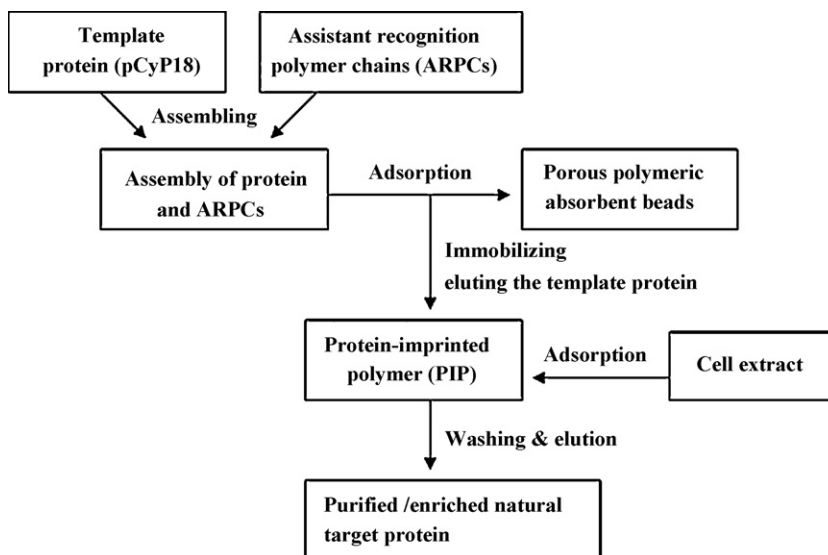 Template
protein (pCyP18)
Assistant recognition
polymer chains (ARPCs)
Assembling
Assembly of protein
and ARPCs
Adsorption
Porous polymeric
absorbent beads
Immobilizing
eluting the template protein
Protein-imprinted
polymer (PIP)
Adsorption
Cell extract
Washing & elution
Purified /enriched natural
target protein